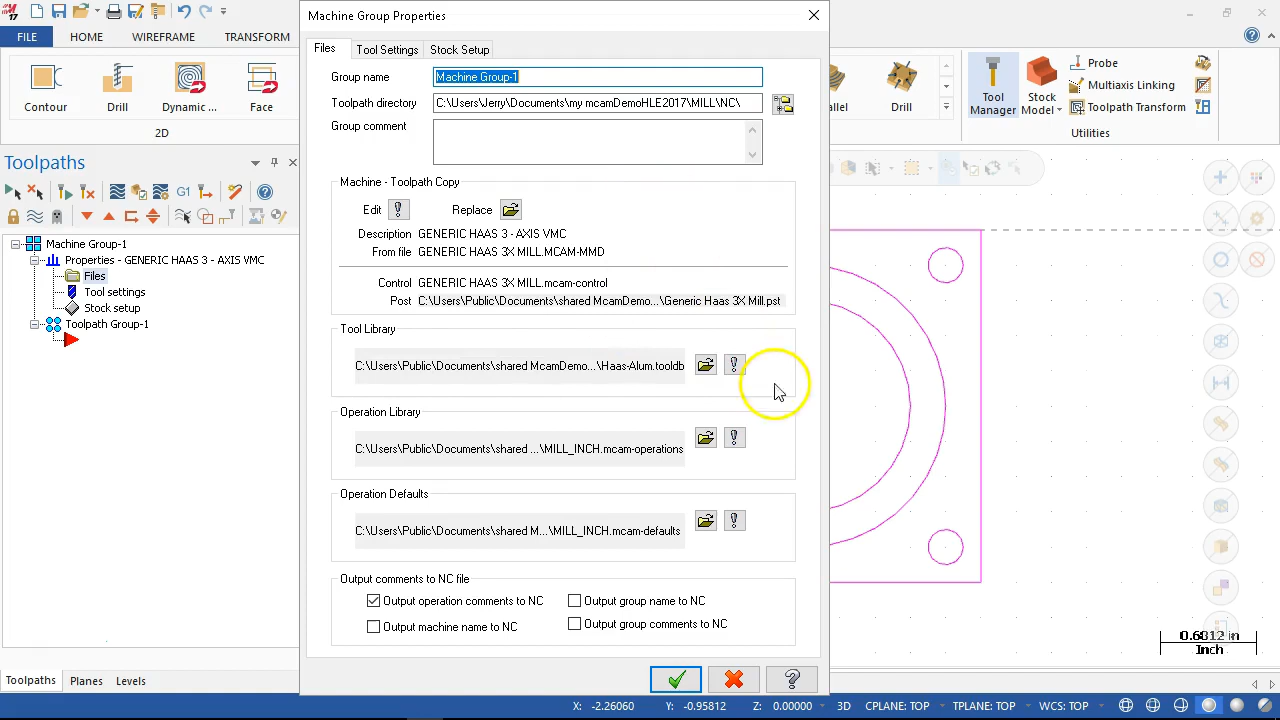 17
FILE
HOME
WIREFRAME
TRANSFORM
Contour
Drill
Dynamic ...
Face
2D
Drill
Tool Manager
Stock Model
Probe
Multiaxis Linking
Toolpath Transform
Utilities
Toolpaths
G1
Machine Group-1
Properties - GENERIC HAAS 3 - AXIS VMC
Files
Tool settings
Stock setup
Toolpath Group-1
Toolpaths
Planes
Levels
Machine Group Properties
Files
Tool Settings
Stock Setup
Group name
Machine Group-1
Toolpath directory
C:\Users\Jerry\Documents\my mcamDemoHLE2017\MILL\NC\
Group comment
Machine - Toolpath Copy
Edit
Replace
Description GENERIC HAAS 3 - AXIS VMC
From file GENERIC HAAS 3X MILL.MCAM-MMD
Control GENERIC HAAS 3X MILL.mcam-control
Post C:\Users\Public\Documents\shared McamDemo...\Generic Haas 3X Mill.pst
Tool Library
C:\Users\Public\Documents\shared McamDemo...\Haas-Alum.tooldb
Operation Library
C:\Users\Public\Documents\shared ...\MILL_INCH.mcam-operations
Operation Defaults
C:\Users\Public\Documents\shared M...\MILL_INCH.mcam-defaults
Output comments to NC file
Output operation comments to NC
Output group name to NC
Output machine name to NC
Output group comments to NC
Inch
X: -2.26060
Y: -0.95812
Z: 0.00000
3D
CPLANE: TOP
TPLANE: TOP
WCS: TOP